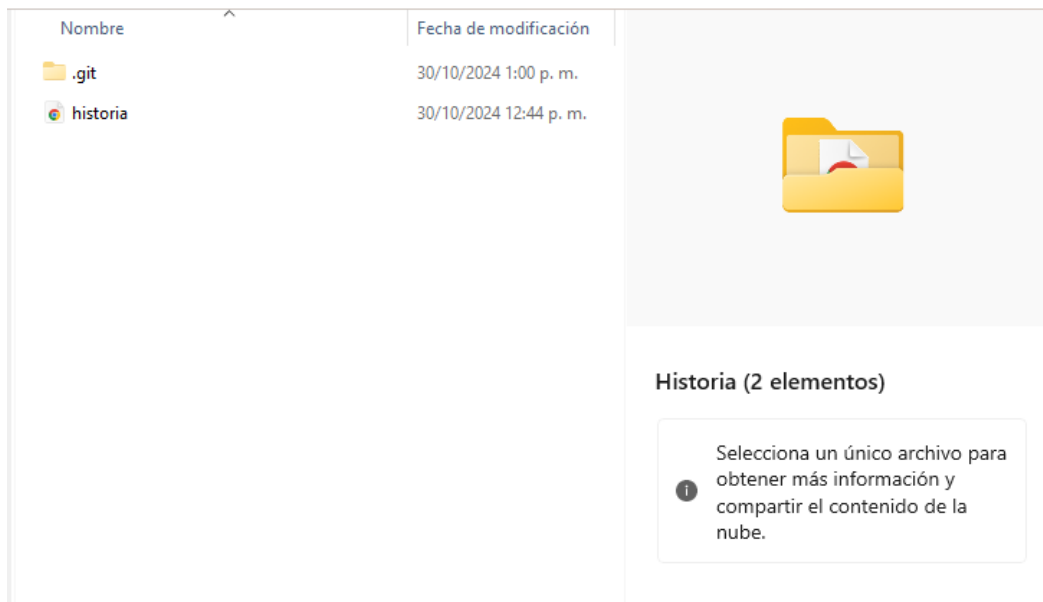 Nombre Fecha de modificación
.git 30/10/2024 1:00 p. m.
historia 30/10/2024 12:44 p. m.
Historia (2 elementos)
Selecciona un único archivo para
obtener más información y
compartir el contenido de la
nube.